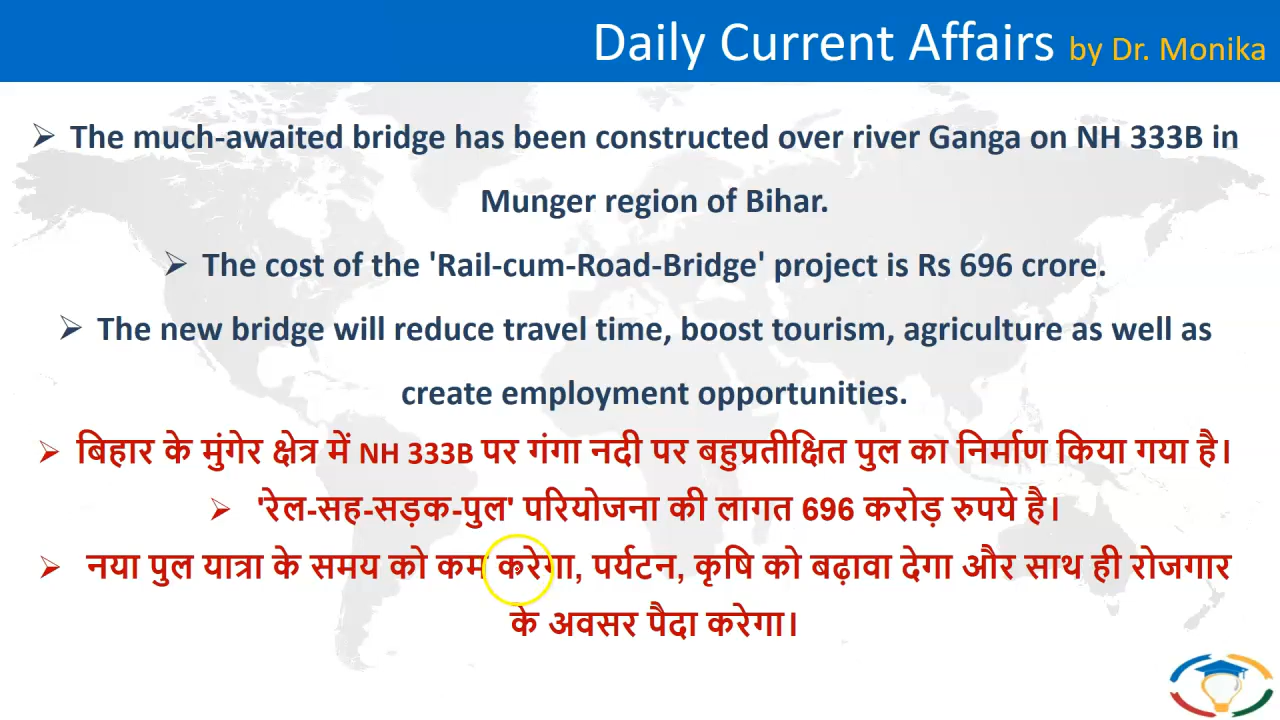 Daily Current Affairs by Dr. Monika
➢ The much-awaited bridge has been constructed over river Ganga on NH 333B in
Munger region of Bihar.
➢ The cost of the 'Rail-cum-Road-Bridge' project is Rs 696 crore.
➢ The new bridge will reduce travel time, boost tourism, agriculture as well as
create employment opportunities.
➢ बिहार के मुंगेर क्षेत्र में NH 333B पर गंगा नदी पर बहुप्रतीक्षित पुल का निर्माण किया गया है।
➢ 'रेल-सह-सड़क-पुल' परियोजना की लागत 696 करोड़ रुपये है।
➢ नया पुल यात्रा के समय को कम करेगा, पर्यटन, कृषि को बढ़ावा देगा और साथ ही रोजगार
के अवसर पैदा करेगा।